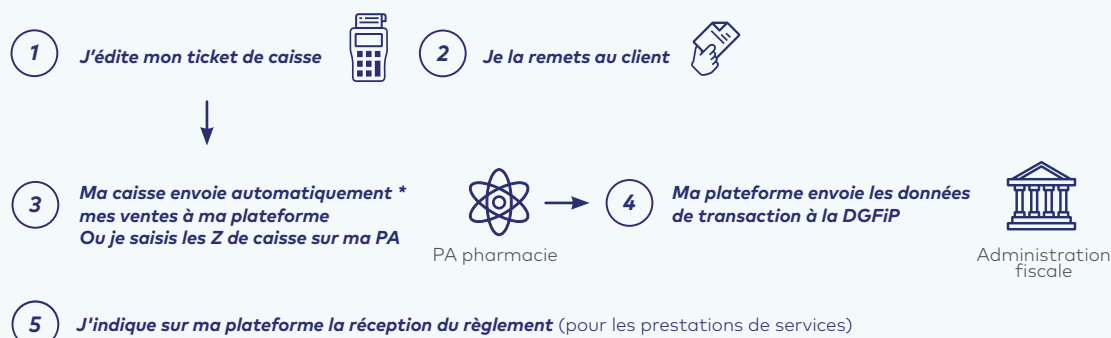 1 J'édite mon ticket de caisse
2 Je la remets au client
3 Ma caisse envoie automatiquement *
mes ventes à ma plateforme
Ou je saisis les Z de caisse sur ma PA
PA pharmacie
4 Ma plateforme envoie les données
de transaction à la DGFiP
Administration
fiscale
5 J'indique sur ma plateforme la réception du règlement (pour les prestations de services)